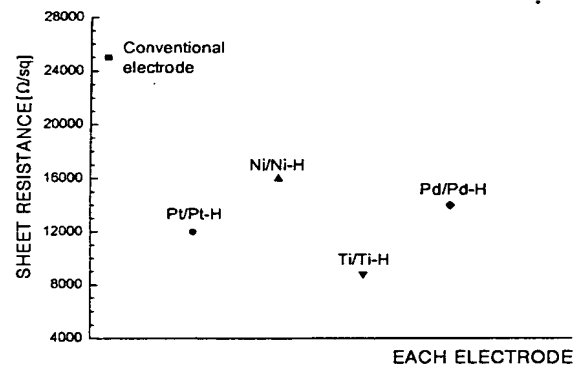 28000
24000
20000
16000
12000
8000
4000
SHEET RESISTANCE[Ω/sq]
Conventional
electrode
Ni/Ni-H
Pt/Pt-H
Pd/Pd-H
Ti/Ti-H
EACH ELECTRODE